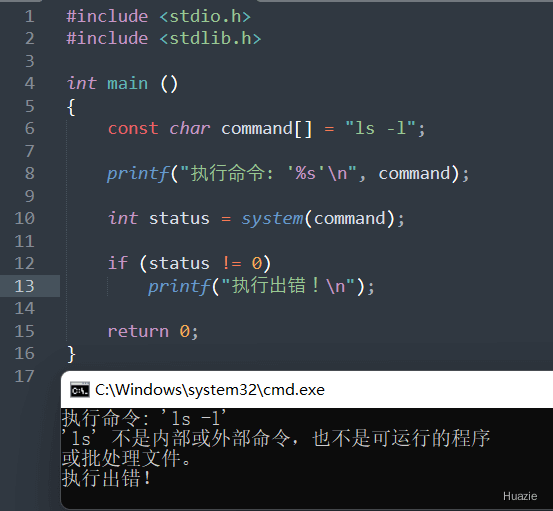 1 #include <stdio.h>
2 #include <stdlib.h>
3
4 int main ()
5 {
6     const char command[] = "ls -l";
7
8     printf("执行命令: '%s'\n", command);
9
10     int status = system(command);
11
12     if (status != 0)
13         printf("执行出错！\n");
14
15     return 0;
16 }
17
C:\Windows\system32\cmd.exe
执行命令: 'ls -l'
'ls' 不是内部或外部命令，也不是可运行的程序
或批处理文件。
执行出错！
Huazie